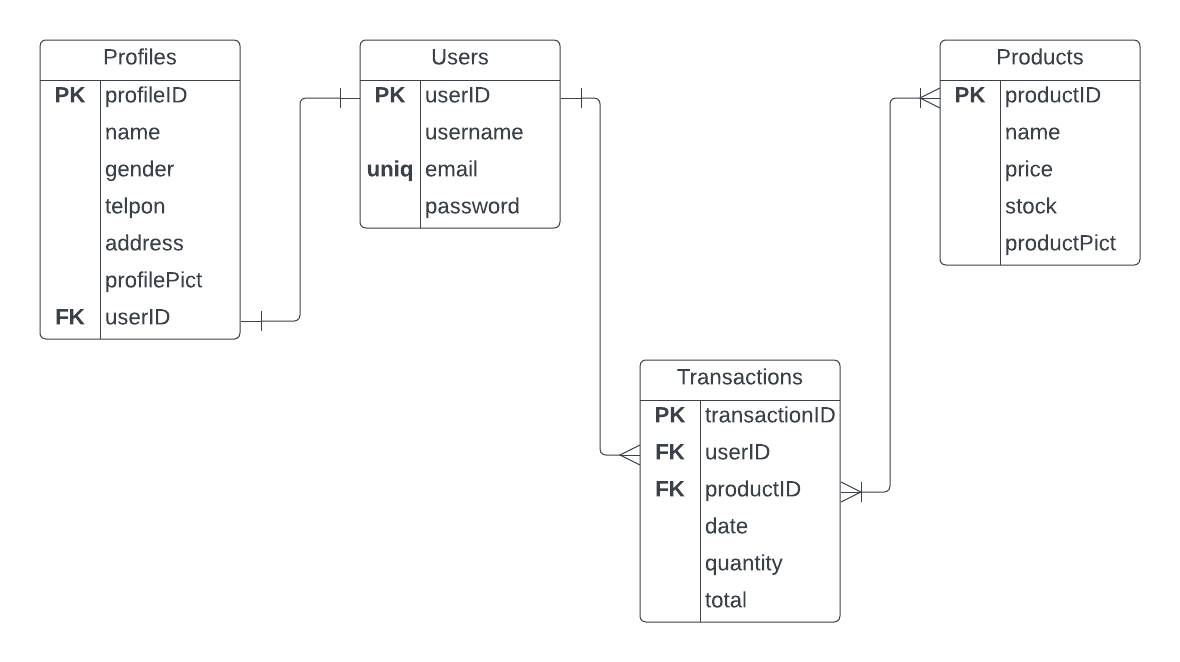 Profiles
PK profileID
name
gender
telpon
address
profilePict
FK userID
Users
PK userID
username
uniq email
password
Products
PK productID
name
price
stock
productPict
Transactions
PK transactionID
FK userID
FK productID
date
quantity
total